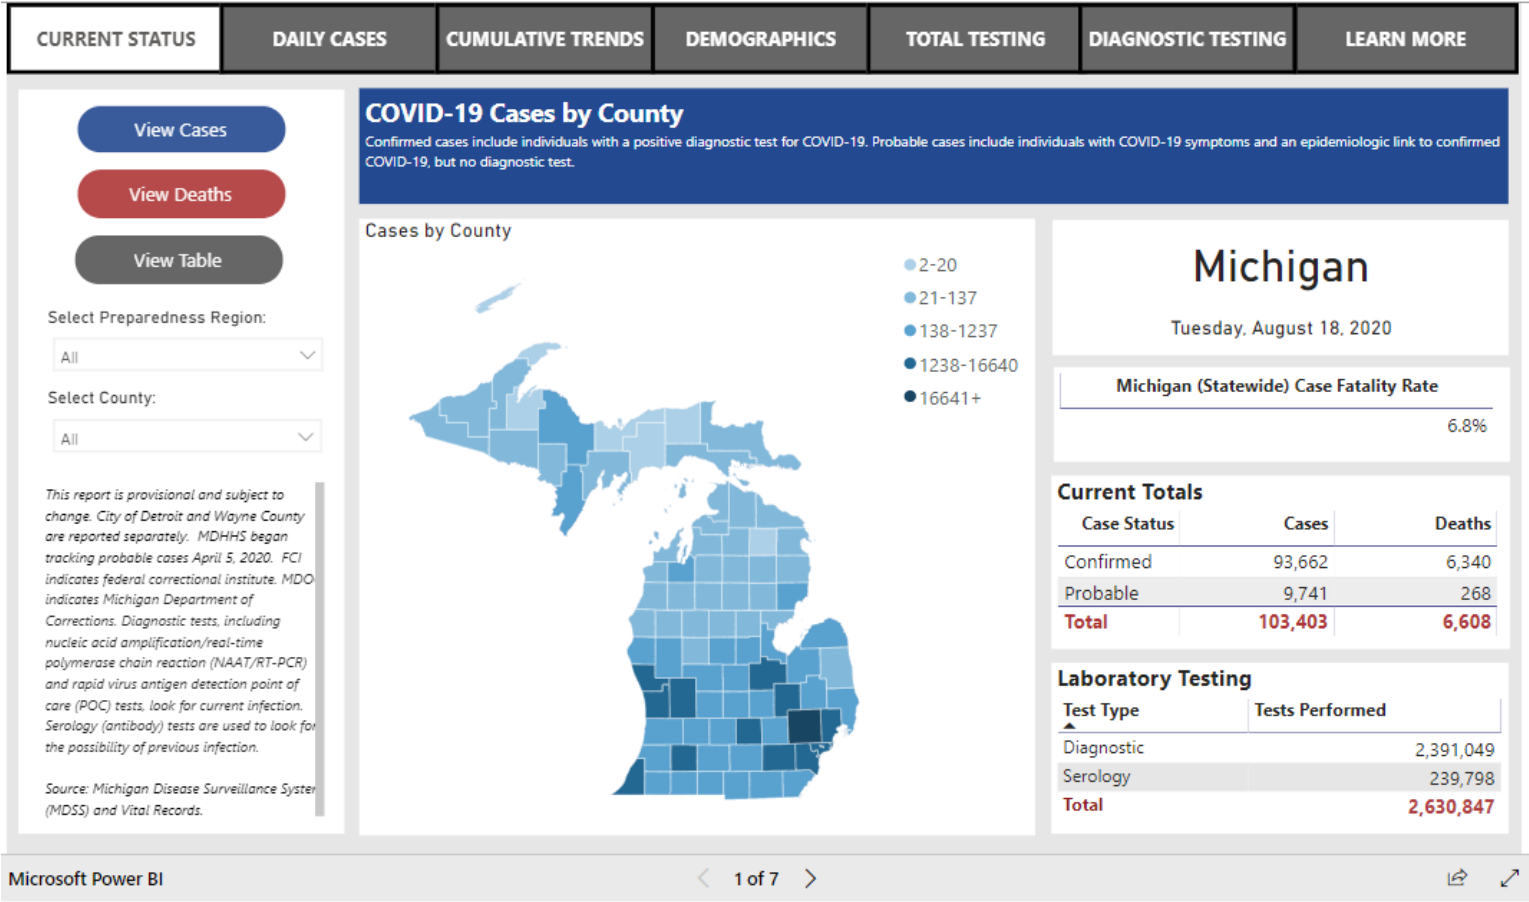 CURRENT STATUS
DAILY CASES
CUMULATIVE TRENDS
DEMOGRAPHICS
TOTAL TESTING
DIAGNOSTIC TESTING
LEARN MORE
View Cases
View Deaths
View Table
Select Preparedness Region:
All
Select County:
All
This report is provisional and subject to
change. City of Detroit and Wayne County
are reported separately. MDHHS began
tracking probable cases April 5, 2020. FCI
indicates federal correctional institute. MDO
indicates Michigan Department of
Corrections. Diagnostic tests, including
nucleic acid amplification/real-time
polymerase chain reaction (NAAT/RT-PCR)
and rapid virus antigen detection point of
care (POC) tests, look for current infection.
Serology (antibody) tests are used to look for
the possibility of previous infection.
Source: Michigan Disease Surveillance Syster
(MDSS) and Vital Records.
COVID-19 Cases by County
Confirmed cases include individuals with a positive diagnostic test for COVID-19. Probable cases include individuals with COVID-19 symptoms and an epidemiologic link to confirmed
COVID-19, but no diagnostic test.
Cases by County
2-20
21-137
138-1237
1238-16640
16641+
Michigan
Tuesday, August 18, 2020
Michigan (Statewide) Case Fatality Rate
6.8%
Current Totals
Case Status Cases Deaths
Confirmed 93,662 6,340
Probable 9,741 268
Total 103,403 6,608
Laboratory Testing
Test Type Tests Performed
Diagnostic 2,391,049
Serology 239,798
Total 2,630,847
Microsoft Power BI
1 of 7